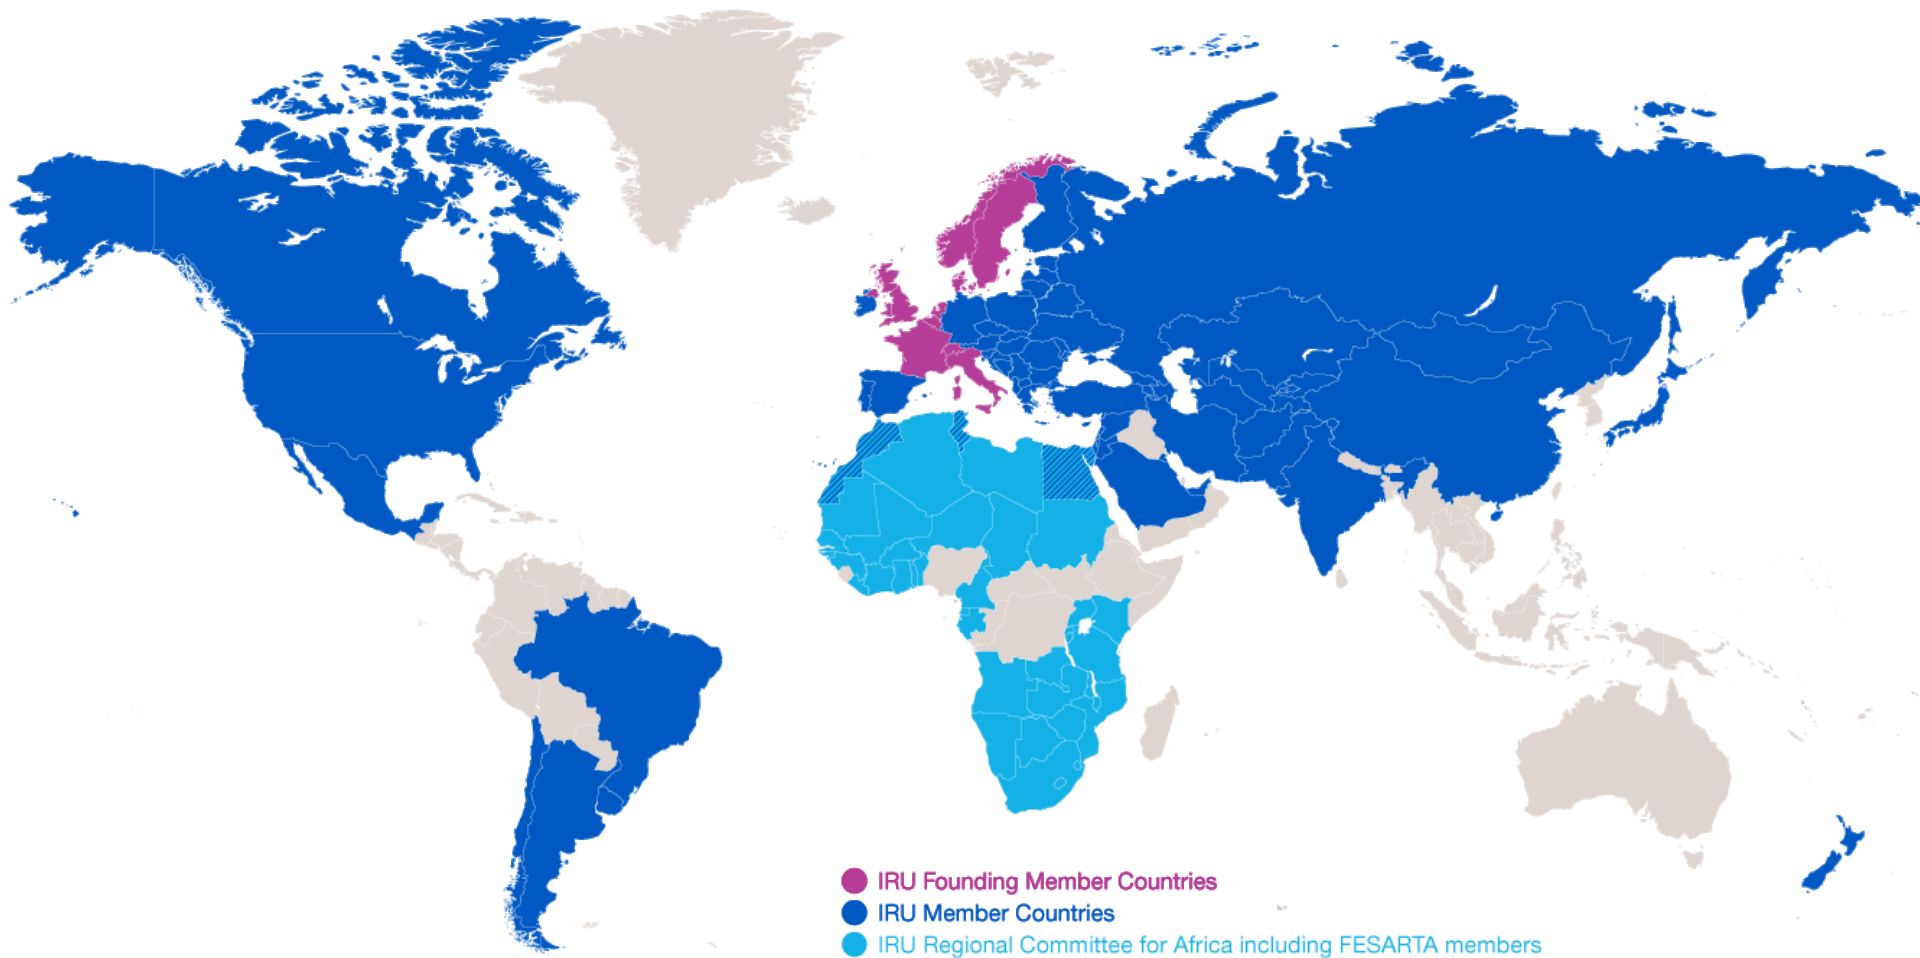 IRU Founding Member Countries
IRU Member Countries
IRU Regional Committee for Africa including FESARTA members